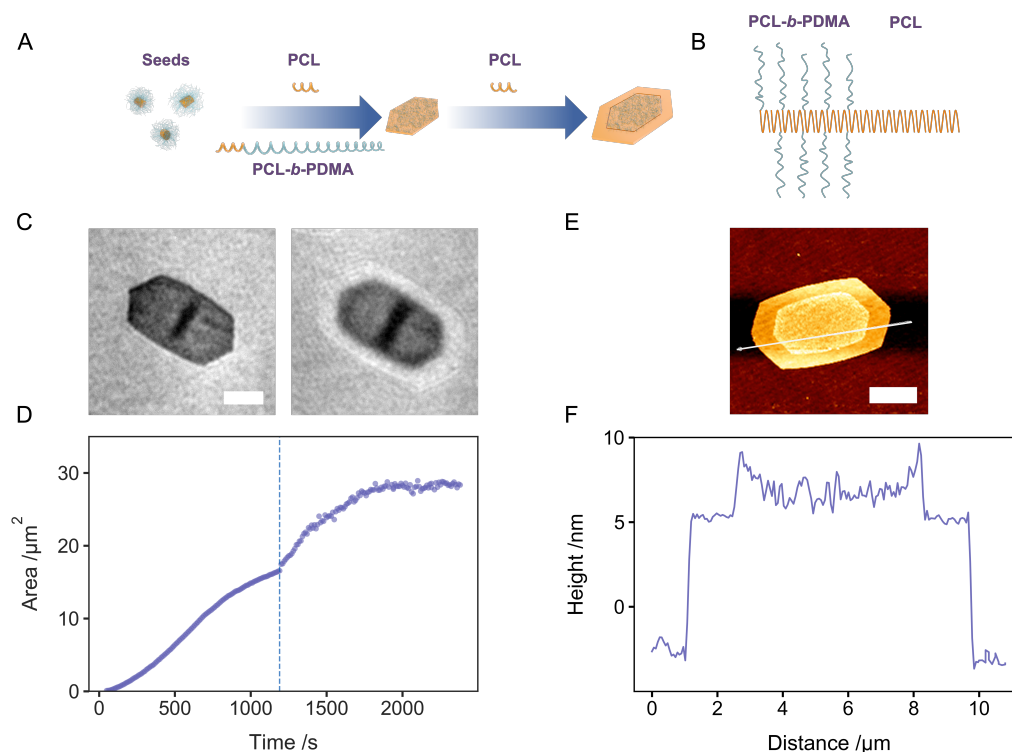 A
Seeds
PCL
PCL
PCL-b-PDMA
B
PCL-b-PDMA
PCL
C
E
D
30
20
10
0
Area /µm²
0
500
1000
1500
2000
Time /s
F
10
5
0
Height /nm
0
2
4
6
8
10
Distance /µm